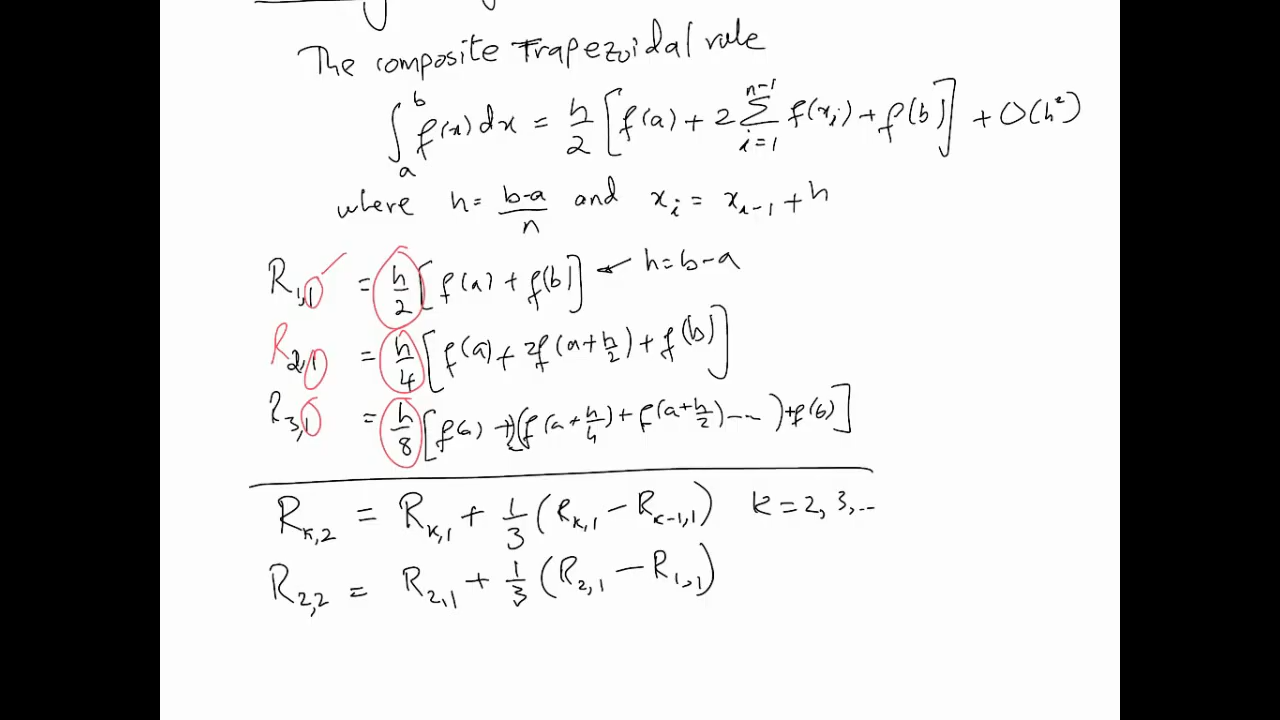 The composite Trapezoidal rule
∫_a^b f(x) dx = h/2 [f(a) + 2 ∑_{i=1}^{n-1} f(x_i) + f(b)] + O(h²)
where h = (b-a)/n and x_i = x_{i-1} + h
R_{1,1} = h/2 [f(a) + f(b)] ← h = b-a
R_{2,1} = h/4 [f(a) + 2f(a+h/2) + f(b)]
R_{3,1} = h/8 [f(a) + 2(f(a+h/4) + f(a+h/2) ---- ) + f(b)]
R_{k,2} = R_{k,1} + 1/3 (R_{k,1} - R_{k-1,1}) k = 2, 3, ...
R_{2,2} = R_{2,1} + 1/3 (R_{2,1} - R_{1,1})